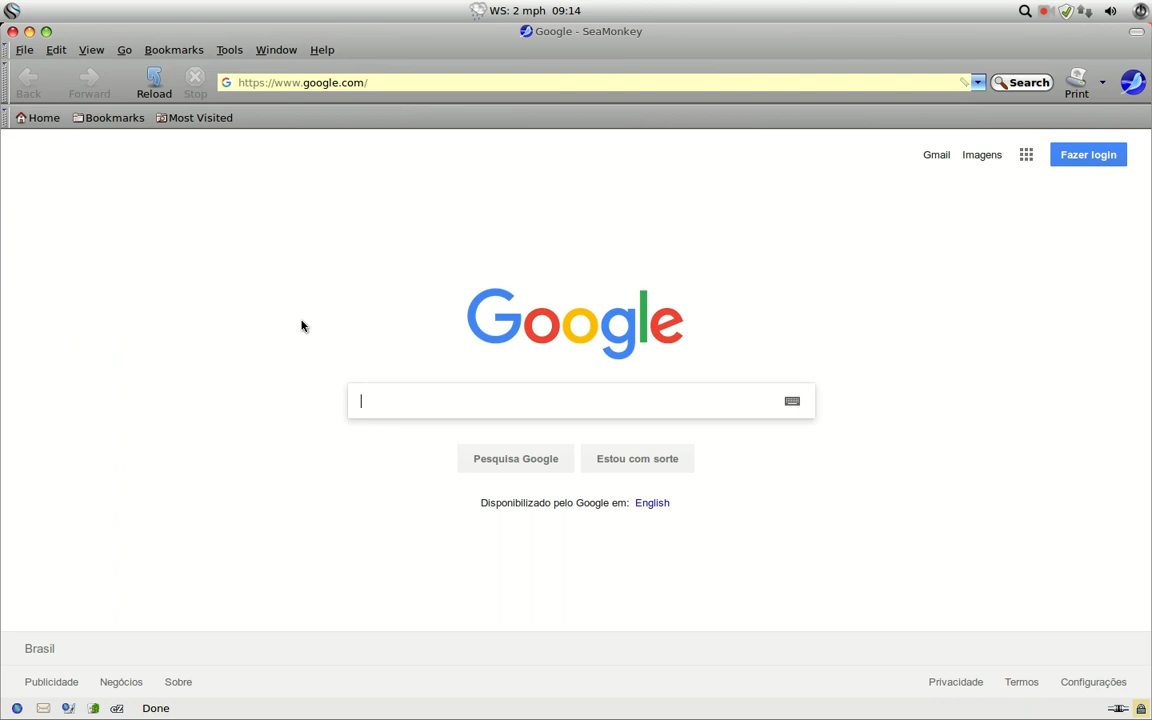 WS: 2 mph 09:14
Google - SeaMonkey
File Edit View Go Bookmarks Tools Window Help
Back Forward Reload Stop https://www.google.com/ Search Print
Home Bookmarks Most Visited
Gmail Imagens Fazer login
Google
Pesquisa Google Estou com sorte
Disponibilizado pelo Google em: English
Brasil
Publicidade Negócios Sobre Privacidade Termos Configurações
Done